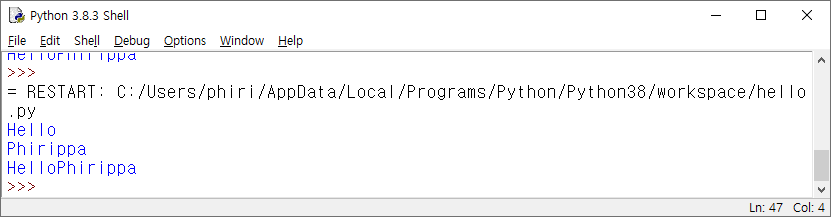 Python 3.8.3 Shell
File Edit Shell Debug Options Window Help
HelloPhirippa
>>>
= RESTART: C:/Users/phiri/AppData/Local/Programs/Python/Python38/workspace/hello
.py
Hello
Phirippa
HelloPhirippa
>>>
Ln: 47 Col: 4